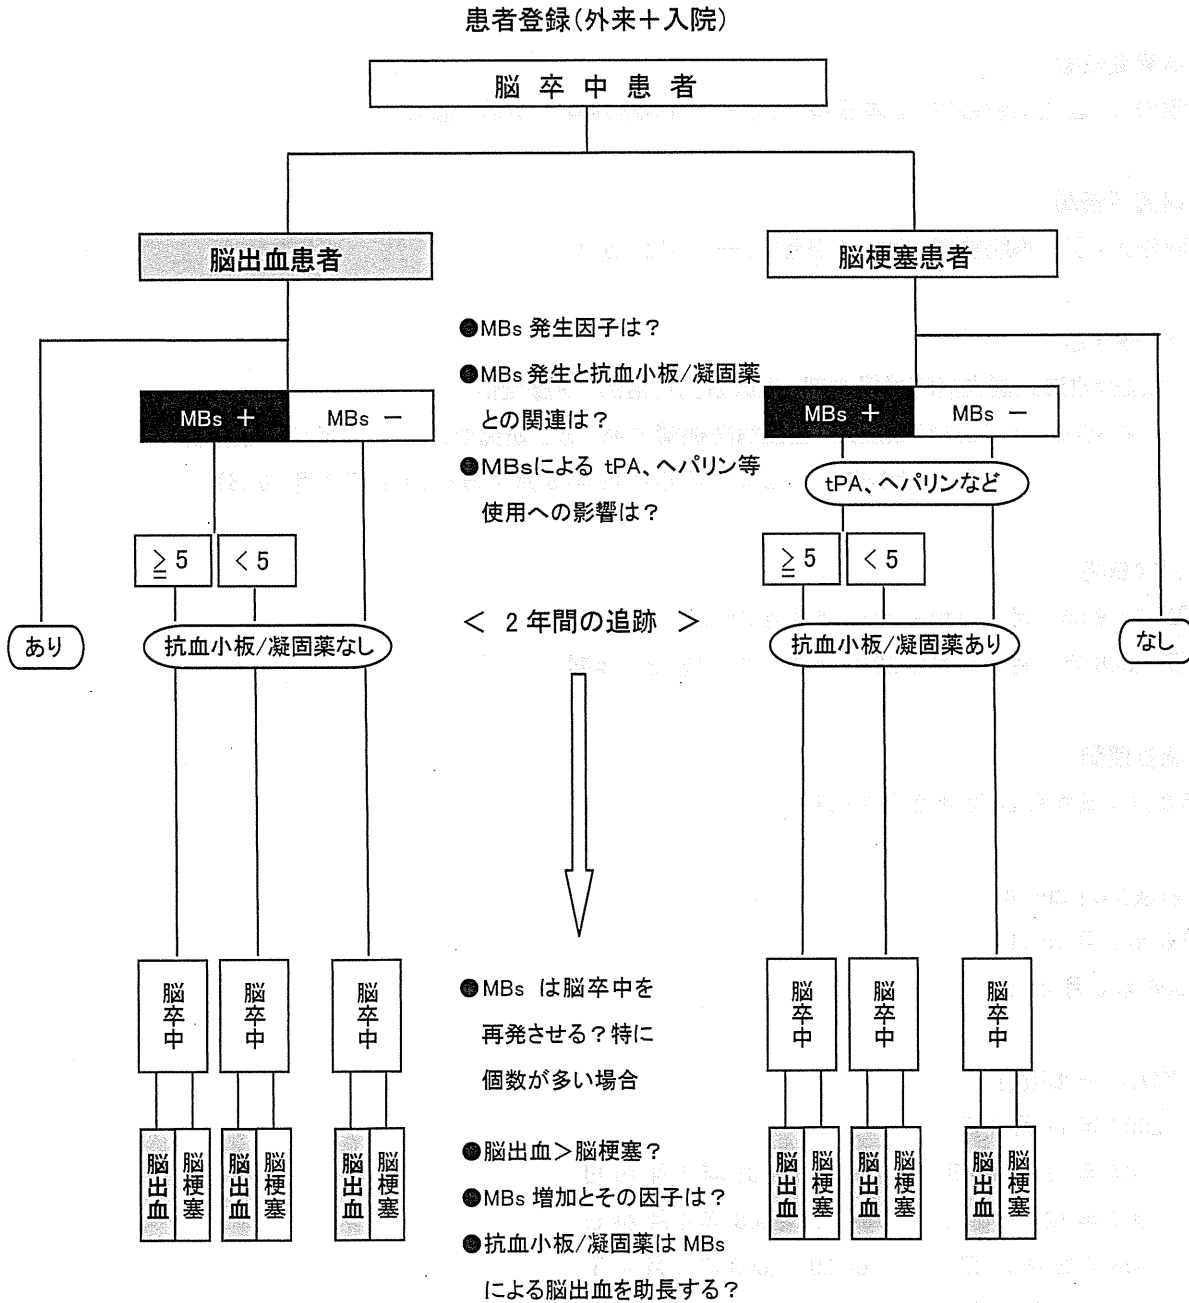 患者登録(外来＋入院)
脳卒中患者
脳出血患者
脳梗塞患者
●MBs 発生因子は？
●MBs 発生と抗血小板/凝固薬
との関連は？
●MBsによる tPA、ヘパリン等
使用への影響は？
MBs ＋
MBs －
MBs ＋
MBs －
tPA、ヘパリンなど
≧5
＜5
≧5
＜5
あり
抗血小板/凝固薬なし
＜ 2年間の追跡 ＞
抗血小板/凝固薬あり
なし
脳卒中
脳卒中
脳卒中
●MBs は脳卒中を
再発させる？特に
個数が多い場合
脳卒中
脳卒中
脳卒中
脳出血
脳梗塞
脳出血
脳梗塞
脳出血
脳梗塞
●脳出血＞脳梗塞？
●MBs 増加とその因子は？
●抗血小板/凝固薬は MBs
による脳出血を助長する？
脳出血
脳梗塞
脳出血
脳梗塞
脳出血
脳梗塞